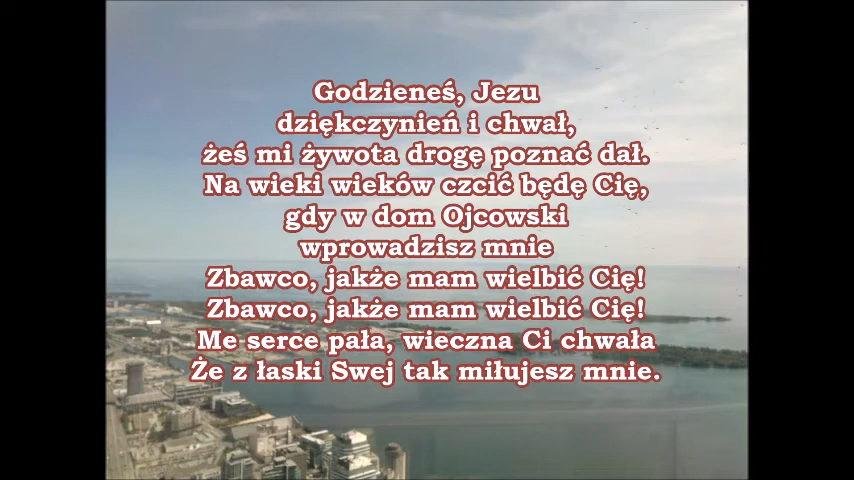 Godzieneś, Jezu
dziękczynień i chwał,
żeś mi żywota drogę poznać dał.
Na wieki wieków czcić będę Cię,
gdy w dom Ojcowski
wprowadzisz mnie
Zbawco, jakże mam wielbić Cię!
Zbawco, jakże mam wielbić Cię!
Me serce pała, wieczna Ci chwała
Że z łaski Swej tak miłujesz mnie.